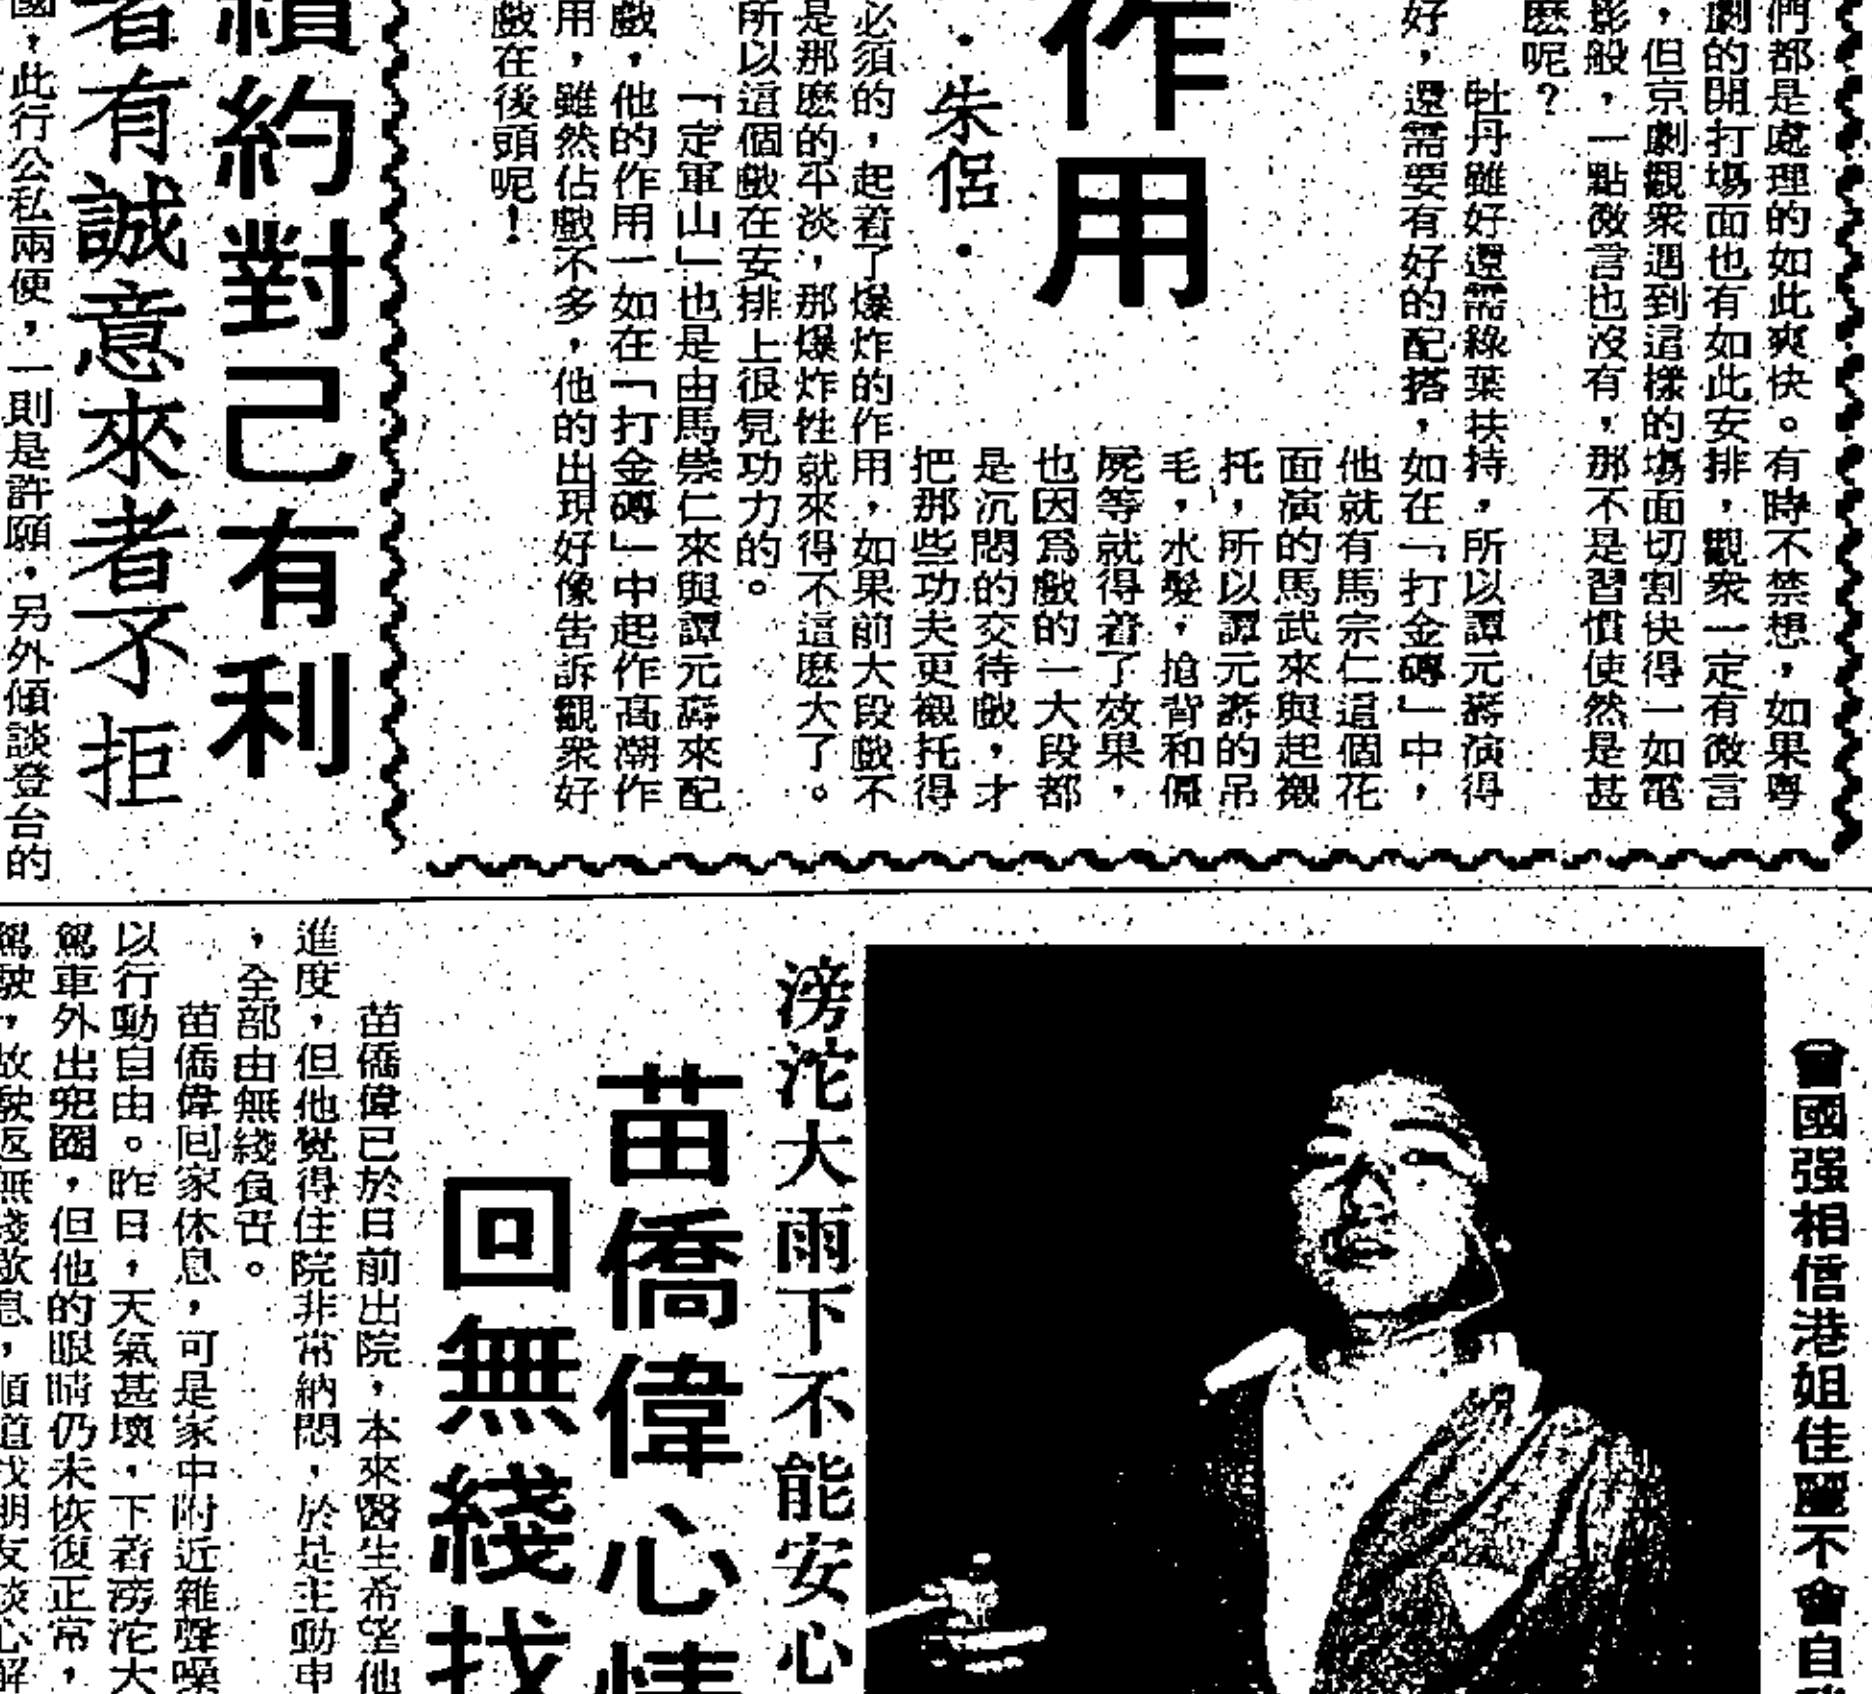 們都是處理的如此爽快。有時不禁想，如果粵
劇的開打場面也有如此安排，觀衆一定有微言
，但京劇觀衆遇到這樣的場面切割快得一如電
影般，一點微言也沒有，那不是習慣使然是甚
麽呢？
牡丹雖好還需綠葉扶持，所以譚元壽演得
好，還需要有好的配搭，如在「打金磚」中，
他就有馬宗仁這個花
面演的馬武來與起襯
托，所以譚元壽的吊
毛，水髮，搶背和僵
屍等就得着了效果，
也因爲戲的一大段都
是沉悶的交待戲，才
把那些功夫更襯托得
作用
·朱侶·
必須的，起着了爆炸的作用，如果前大段戲不
是那麽的平淡，那爆炸性就來得不這麽大了。
所以這個戲在安排上很見功力的。
「定軍山」也是由馬崇仁來與譚元壽來配
戲，他的作用一如在「打金磚」中起作高潮作
用，雖然佔戲不多，他的出現好像告訴觀衆好
戲在後頭呢！
續約對己有利
者有誠意來者不拒
國，此行公私兩便，一則是許願，另外傾談登台的
曾國强相信港姐佳麗不會自
滂沱大雨下不能安心
苗僑偉心情
回無綫找
苗僑偉已於日前出院，本來醫生希望他
進度，但他覺得住院非常納悶，於是主動申
，全部由無綫負責。
苗僑偉回家休息，可是家中附近雜聲噪
以行動自由。昨日，天氣甚壞，下者滂沱大
駕車外出兜圈，但他的眼睛仍未恢復正常，
駕駛，故駛返無綫歇息，順道找朋友談心解